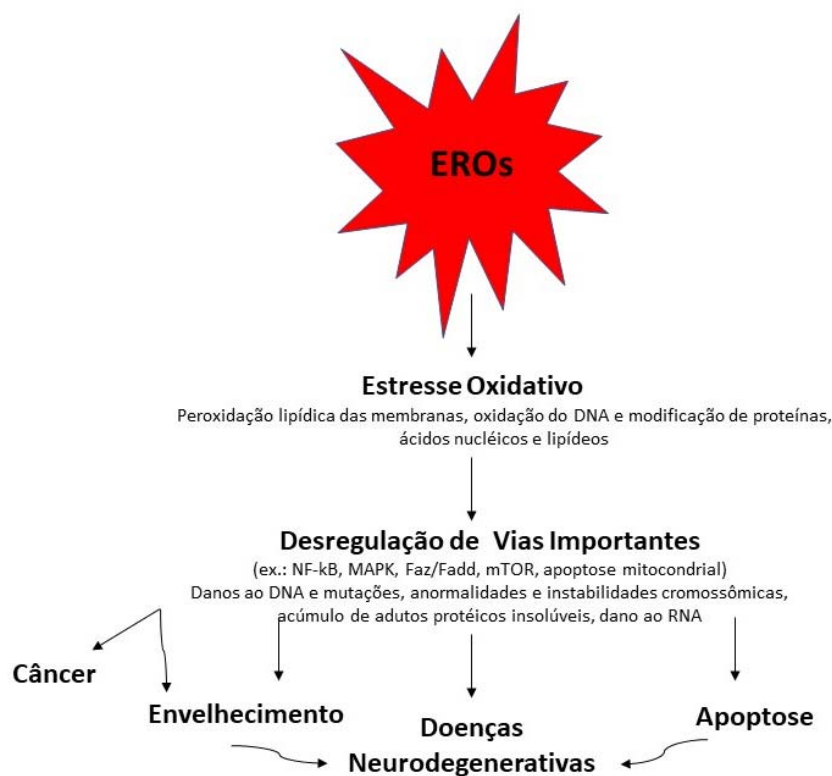 EROs
Estresse Oxidativo
Peroxidação lipídica das membranas, oxidação do DNA e modificação de proteínas,
ácidos nucléicos e lipídeos
Desregulação de Vias Importantes
(ex.: NF-kB, MAPK, Faz/Fadd, mTOR, apoptose mitocondrial)
Danos ao DNA e mutações, anormalidades e instabilidades cromossômicas,
acúmulo de adutos protéicos insolúveis, dano ao RNA
Câncer
Envelhecimento
Doenças
Neurodegenerativas
Apoptose